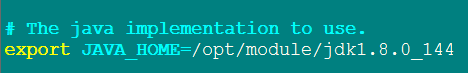 # The java implementation to use.
export JAVA_HOME=/opt/module/jdk1.8.0_144